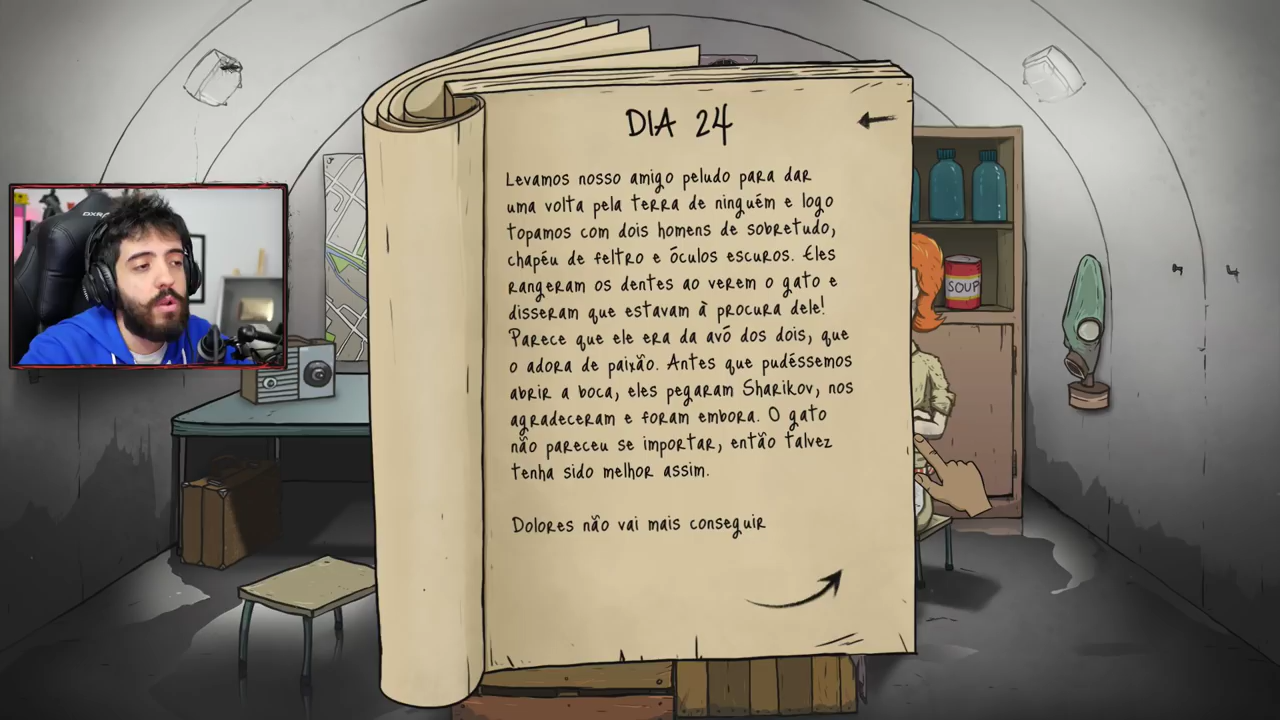 DIA 24
Levamos nosso amigo peludo para dar
uma volta pela terra de ninguém e logo
topamos com dois homens de sobretudo,
chapéu de feltro e óculos escuros. Eles
rangeram os dentes ao verem o gato e
disseram que estavam à procura dele!
Parece que ele era da avó dos dois, que
o adora de paixão. Antes que pudéssemos
abrir a boca, eles pegaram Sharikov, nos
agradeceram e foram embora. O gato
não pareceu se importar, então talvez
tenha sido melhor assim.
Dolores não vai mais conseguir
SOUP